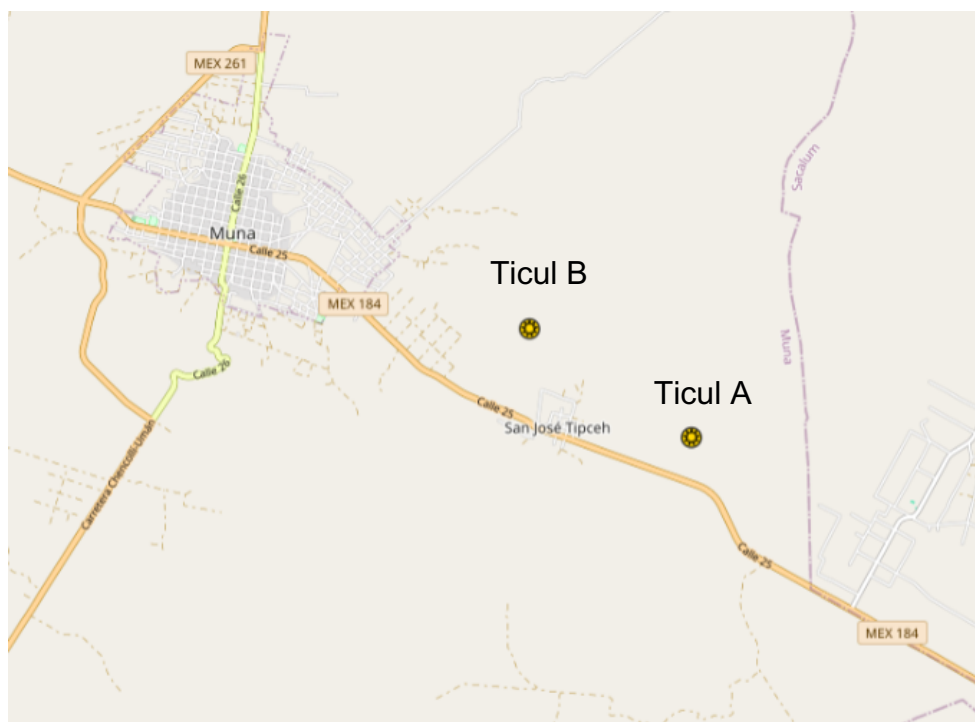 MEX 261
Calle 26
Muna
Calle 25
MEX 184
Calle 26
Carretera Chencolli-Umán
Ticul B
Ticul A
Calle 25
San José Tipceh
Calle 25
Sacalum
Muna
MEX 184